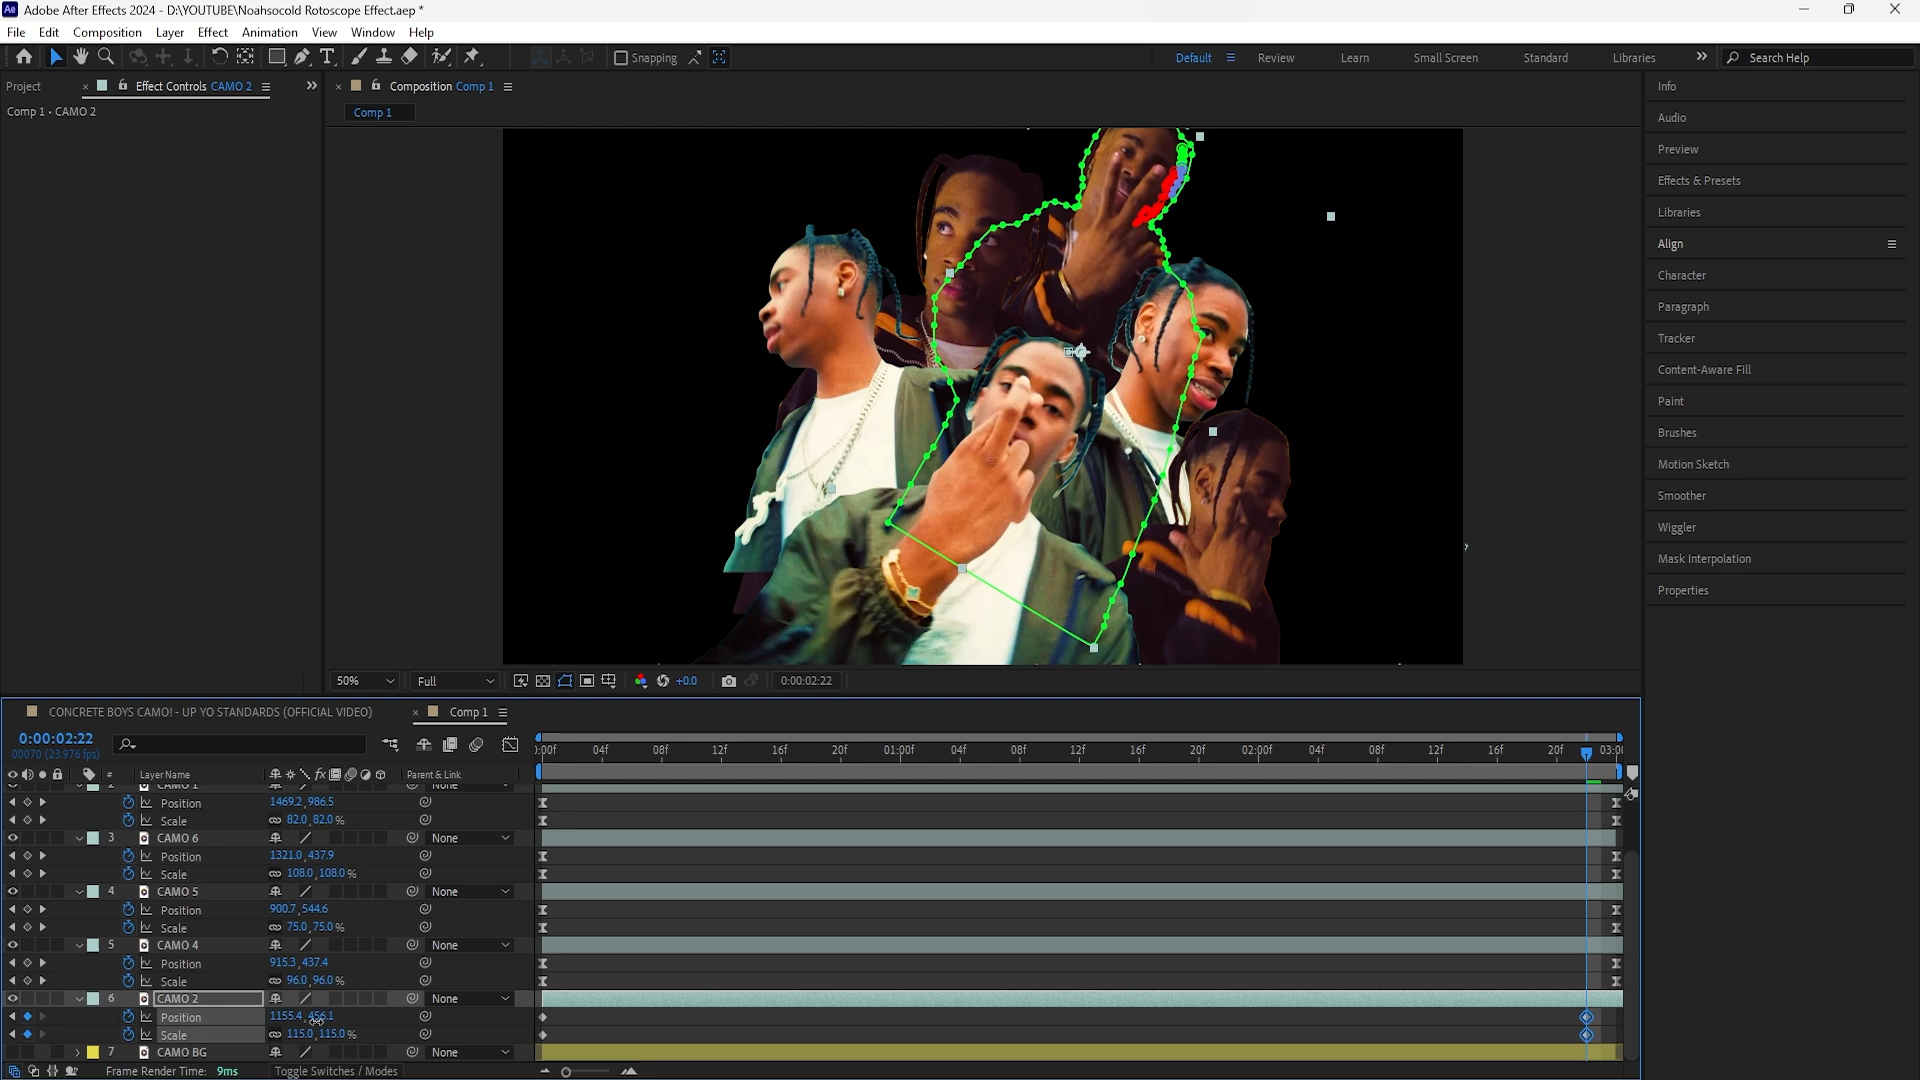 Ae Adobe After Effects 2024 - D:\YOUTUBE\Noahsocold Rotoscope Effect.aep *
File Edit Composition Layer Effect Animation View Window Help
Snapping Default Review Learn Small Screen Standard Libraries Search Help
Project Effect Controls CAMO 2 Composition Comp 1
Comp 1 • CAMO 2
Comp 1
Info
Audio
Preview
Effects & Presets
Libraries
Align
Character
Paragraph
Tracker
Content-Aware Fill
Paint
Brushes
Motion Sketch
Smoother
Wiggler
Mask Interpolation
Properties
50% Full +0.0 0:00:02:22
CONCRETE BOYS CAMO! - UP YO STANDARDS (OFFICIAL VIDEO) Comp 1
0:00:02:22
00070 (23.976 fps)
):00f 04f 08f 12f 16f 20f 01:00f 04f 08f 12f 16f 20f 02:00f 04f 08f 12f 16f 20f 03:0
# Layer Name fx Parent & Link
2 CAMO 1 None
Position 1469.2,986.5
Scale 82.0,82.0%
3 CAMO 6 None
Position 1321.0,437.9
Scale 108.0,108.0%
4 CAMO 5 None
Position 900.7,544.6
Scale 75.0,75.0%
5 CAMO 4 None
Position 915.3,437.4
Scale 96.0,96.0%
6 CAMO 2 None
Position 1155.4,456.1
Scale 115.0,115.0%
7 CAMO BG None
Frame Render Time: 9ms Toggle Switches / Modes